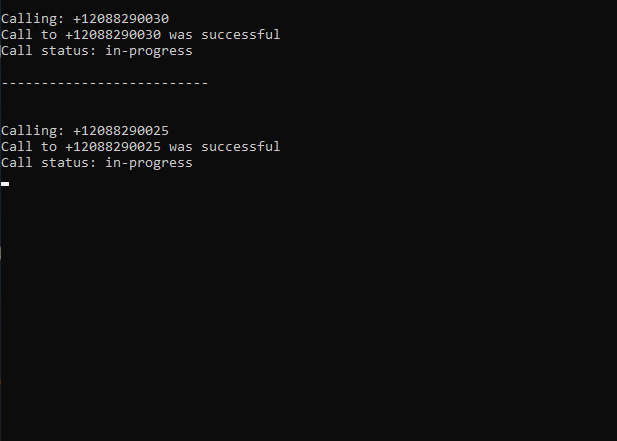 Calling: +12088290030
Call to +12088290030 was successful
Call status: in-progress
--------------------------
Calling: +12088290025
Call to +12088290025 was successful
Call status: in-progress